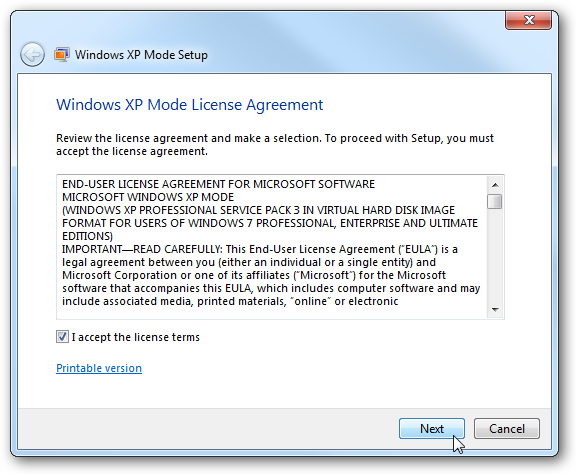 Windows XP Mode Setup
Windows XP Mode License Agreement
Review the license agreement and make a selection. To proceed with Setup, you must
accept the license agreement.
END-USER LICENSE AGREEMENT FOR MICROSOFT SOFTWARE
MICROSOFT WINDOWS XP MODE
(WINDOWS XP PROFESSIONAL SERVICE PACK 3 IN VIRTUAL HARD DISK IMAGE
FORMAT FOR USERS OF WINDOWS 7 PROFESSIONAL, ENTERPRISE AND ULTIMATE
EDITIONS)
IMPORTANT—READ CAREFULLY: This End-User License Agreement (“EULA”) is a
legal agreement between you (either an individual or a single entity) and
Microsoft Corporation or one of its affiliates (“Microsoft”) for the Microsoft
software that accompanies this EULA, which includes computer software and may
include associated media, printed materials, “online” or electronic
I accept the license terms
Printable version
Next
Cancel